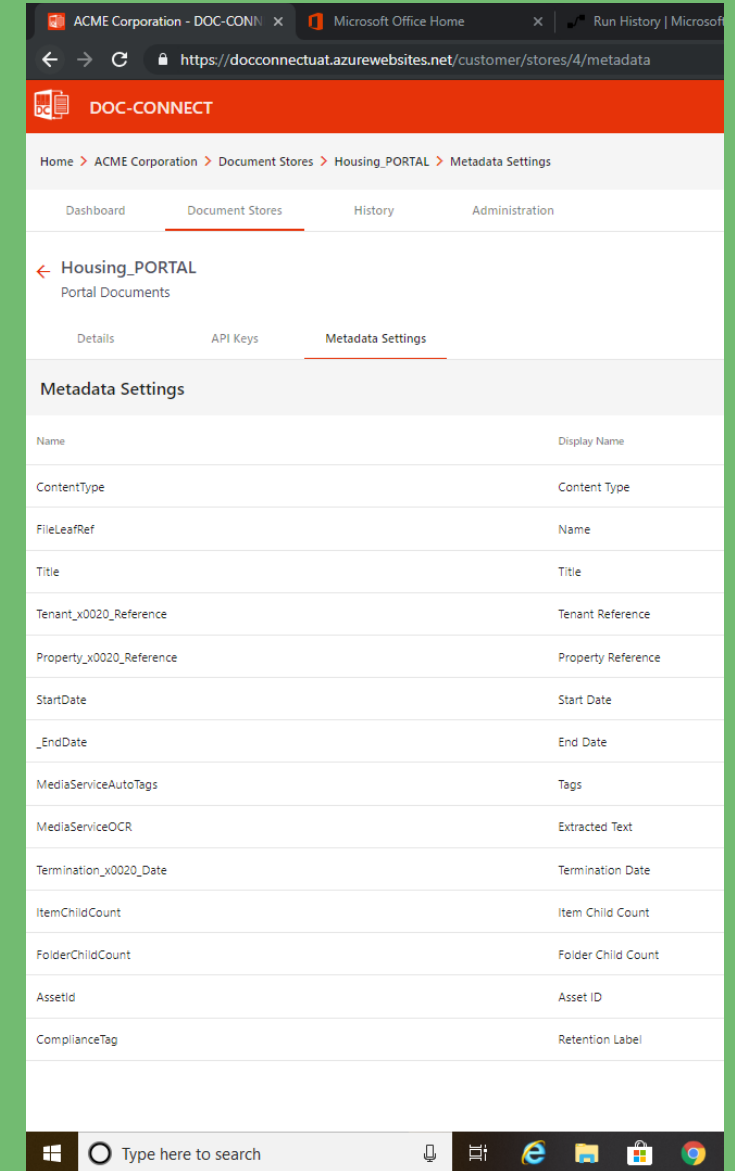 ACME Corporation - DOC-CONN Microsoft Office Home Run History | Microsoft
https://docconnectuat.azurewebsites.net/customer/stores/4/metadata
DC DOC-CONNECT
Home > ACME Corporation > Document Stores > Housing_PORTAL > Metadata Settings
Dashboard Document Stores History Administration
Housing_PORTAL
Portal Documents
Details API Keys Metadata Settings
Metadata Settings
Name Display Name
ContentType Content Type
FileLeafRef Name
Title Title
Tenant_x0020_Reference Tenant Reference
Property_x0020_Reference Property Reference
StartDate Start Date
_EndDate End Date
MediaServiceAutoTags Tags
MediaServiceOCR Extracted Text
Termination_x0020_Date Termination Date
ItemChildCount Item Child Count
FolderChildCount Folder Child Count
AssetId Asset ID
ComplianceTag Retention Label
Type here to search